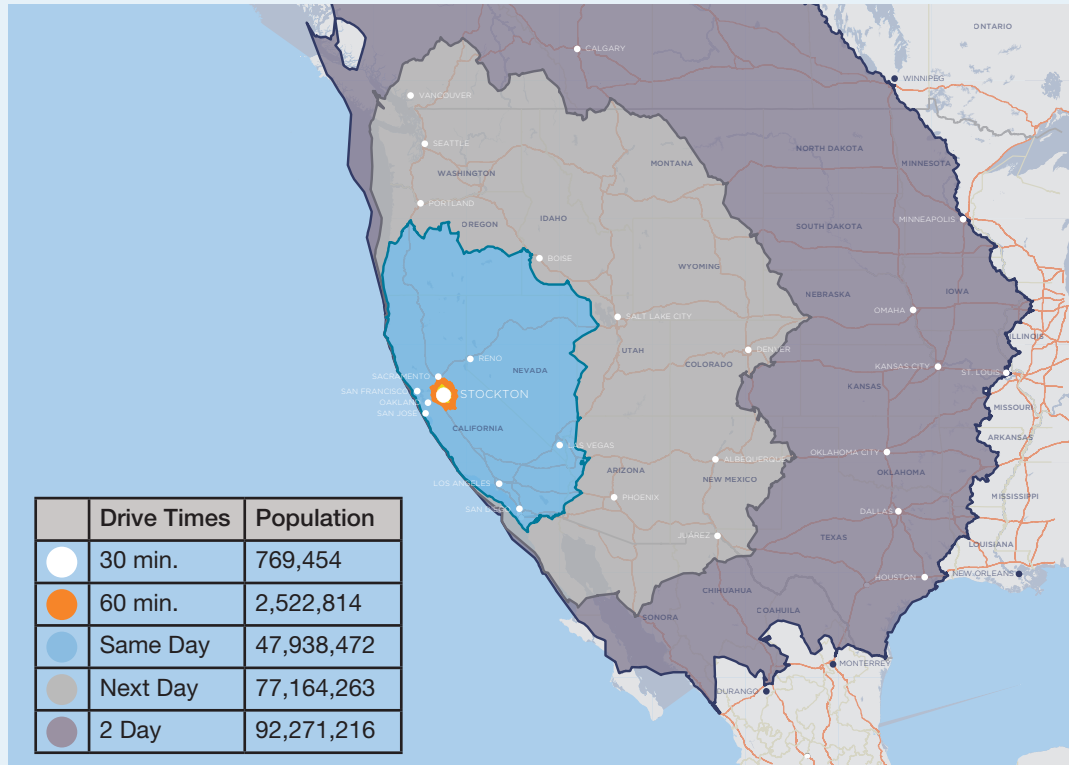 ONTARIO
CALGARY
WINNIPEG
VANCOUVER
SEATTLE
WASHINGTON
MONTANA
NORTH DAKOTA
MINNESOTA
PORTLAND
OREGON
IDAHO
MINNEAPOLIS
SOUTH DAKOTA
BOISE
WYOMING
NEBRASKA
IOWA
OMAHA
SALT LAKE CITY
ILLINOIS
UTAH
DENVER
COLORADO
RENO
NEVADA
KANSAS CITY
ST. LOUIS
KANSAS
SACRAMENTO
SAN FRANCISCO
STOCKTON
OAKLAND
SAN JOSE
MISSOURI
CALIFORNIA
ARKANSAS
LAS VEGAS
OKLAHOMA CITY
ALBEQUERQUE
ARIZONA
OKLAHOMA
NEW MEXICO
LOS ANGELES
PHOENIX
MISSISSIPPI
SAN DIEGO
DALLAS
JUÁREZ
TEXAS
LOUISIANA
NEW ORLEANS
HOUSTON
CHIHUAHUA
COAHUILA
SONORA
MONTERREY
DURANGO
Drive Times Population
30 min. 769,454
60 min. 2,522,814
Same Day 47,938,472
Next Day 77,164,263
2 Day 92,271,216